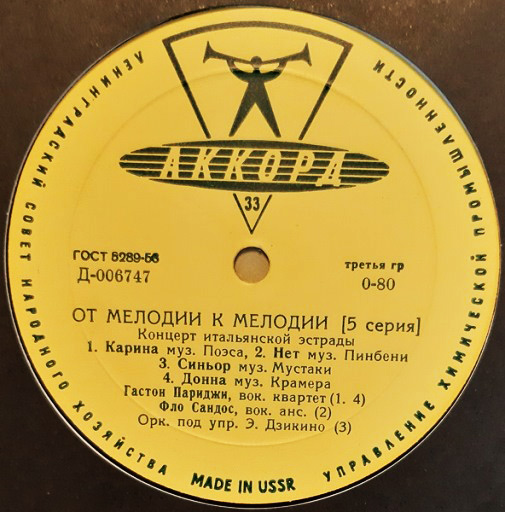 ЛЕНИНГРАДСКИЙ СОВЕТ НАРОДНОГО ХОЗЯЙСТВА
УПРАВЛЕНИЕ ХИМИЧЕСКОЙ ПРОМЫШЛЕННОСТИ
АККОРД
33
ГОСТ 5289-56
Д-006747
третья гр
0-80
ОТ МЕЛОДИИ К МЕЛОДИИ [5 серия]
Концерт итальянской эстрады
1. Карина муз. Поэса, 2. Нет муз. Пинбени
3. Синьор муз. Мустаки
4. Донна муз. Крамера
Гастон Париджи, вок. квартет (1. 4)
Фло Сандос, вок. анс. (2)
Орк. под упр. Э. Дзикино (3)
MADE IN USSR